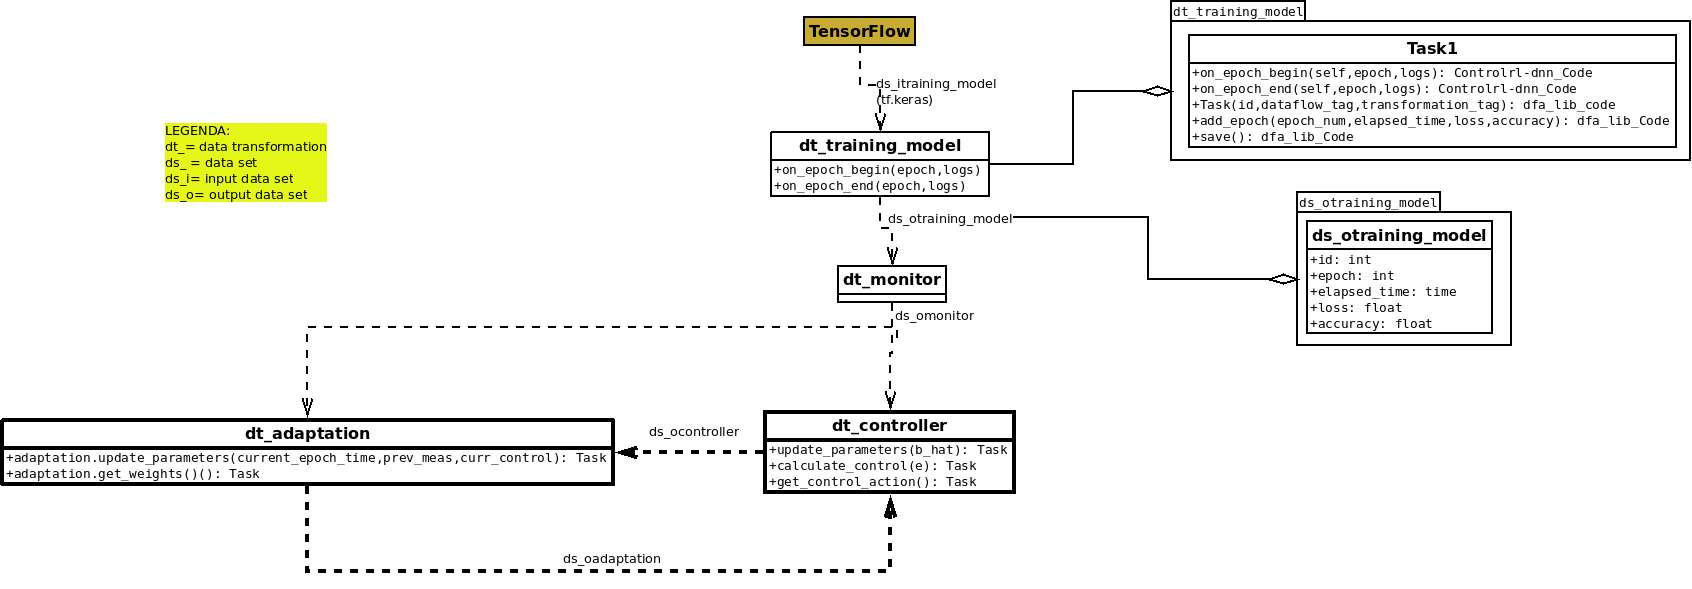 TensorFlow
ds_itraining_model
(tf.keras)
dt_training_model
Task1
+on_epoch_begin(self,epoch,logs): Controlrl-dnn_Code
+on_epoch_end(self,epoch,logs): Controlrl-dnn_Code
+Task(id,dataflow_tag,transformation_tag): dfa_lib_code
+add_epoch(epoch_num,elapsed_time,loss,accuracy): dfa_lib_Code
+save(): dfa_lib_Code
LEGENDA:
dt_= data transformation
ds_ = data set
ds_i= input data set
ds_o= output data set
dt_training_model
+on_epoch_begin(epoch,logs)
+on_epoch_end(epoch,logs)
ds_otraining_model
ds_otraining_model
ds_otraining_model
+id: int
+epoch: int
+elapsed_time: time
+loss: float
+accuracy: float
dt_monitor
ds_omonitor
dt_adaptation
+adaptation.update_parameters(current_epoch_time,prev_meas,curr_control): Task
+adaptation.get_weights()(): Task
ds_ocontroller
dt_controller
+update_parameters(b_hat): Task
+calculate_control(e): Task
+get_control_action(): Task
ds_oadaptation